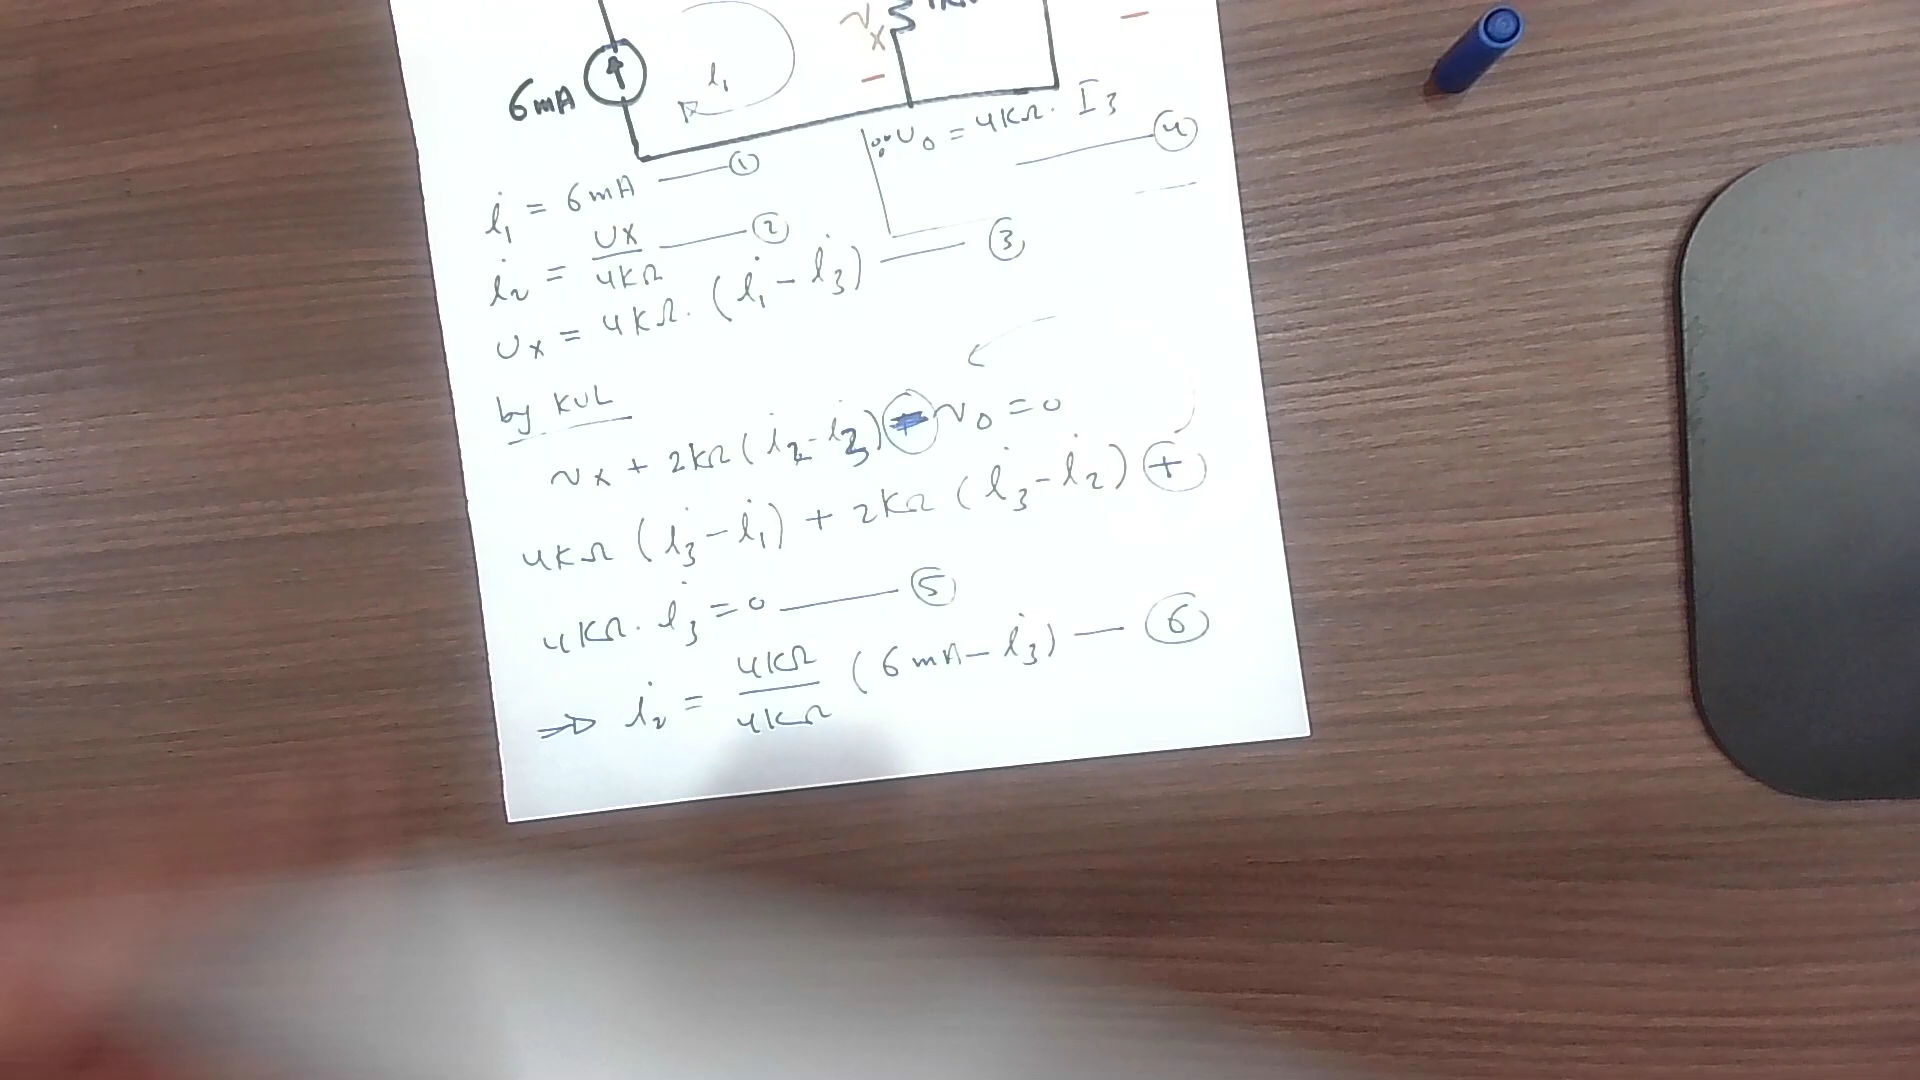 6mA
i₁
Vx
i₁ = 6mA — ①
∵ V₀ = 4KΩ. I₃ — ④
i₂ = Vx / 4KΩ — ②
Vx = 4KΩ. (i₁ - i₃) — ③
by KVL
Vx + 2KΩ (i₂ - i₃) V₀ = 0
4KΩ (i₃ - i₁) + 2KΩ (i₃ - i₂) +
4KΩ. i₃ = 0 — ⑤
⇒ i₂ = 4KΩ / 4KΩ (6mA - i₃) — ⑥